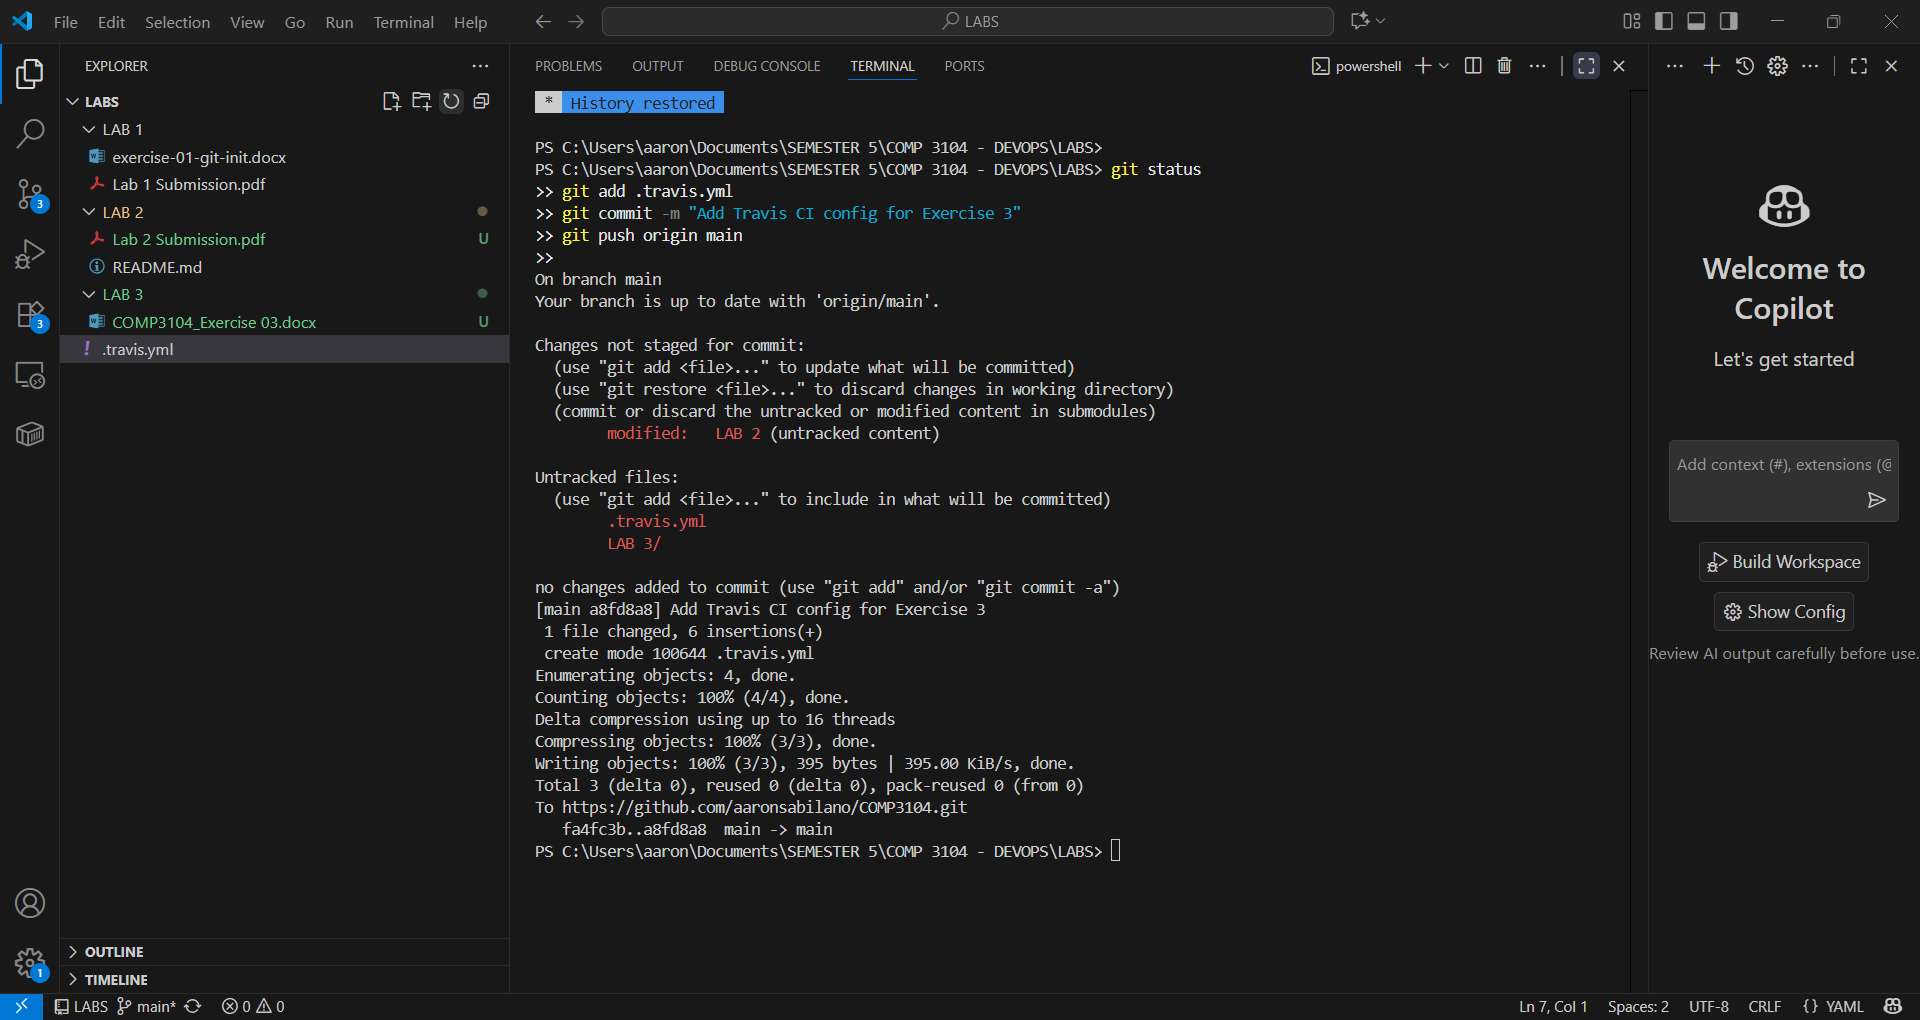 File Edit Selection View Go Run Terminal Help
LABS
EXPLORER
LABS
LAB 1
exercise-01-git-init.docx
Lab 1 Submission.pdf
LAB 2
Lab 2 Submission.pdf U
README.md
LAB 3
COMP3104_Exercise 03.docx U
! .travis.yml
3
3
1
OUTLINE
TIMELINE
PROBLEMS OUTPUT DEBUG CONSOLE TERMINAL PORTS
powershell
* History restored
PS C:\Users\aaron\Documents\SEMESTER 5\COMP 3104 - DEVOPS\LABS>
PS C:\Users\aaron\Documents\SEMESTER 5\COMP 3104 - DEVOPS\LABS> git status
>> git add .travis.yml
>> git commit -m "Add Travis CI config for Exercise 3"
>> git push origin main
>>
On branch main
Your branch is up to date with 'origin/main'.
Changes not staged for commit:
(use "git add <file>..." to update what will be committed)
(use "git restore <file>..." to discard changes in working directory)
(commit or discard the untracked or modified content in submodules)
modified: LAB 2 (untracked content)
Untracked files:
(use "git add <file>..." to include in what will be committed)
.travis.yml
LAB 3/
no changes added to commit (use "git add" and/or "git commit -a")
[main a8fd8a8] Add Travis CI config for Exercise 3
1 file changed, 6 insertions(+)
create mode 100644 .travis.yml
Enumerating objects: 4, done.
Counting objects: 100% (4/4), done.
Delta compression using up to 16 threads
Compressing objects: 100% (3/3), done.
Writing objects: 100% (3/3), 395 bytes | 395.00 KiB/s, done.
Total 3 (delta 0), reused 0 (delta 0), pack-reused 0 (from 0)
To https://github.com/aaronsabilano/COMP3104.git
fa4fc3b..a8fd8a8 main -> main
PS C:\Users\aaron\Documents\SEMESTER 5\COMP 3104 - DEVOPS\LABS>
Welcome to
Copilot
Let's get started
Add context (#), extensions (@
Build Workspace
Show Config
Review AI output carefully before use.
LABS main* 0 0
Ln 7, Col 1 Spaces: 2 UTF-8 CRLF {} YAML